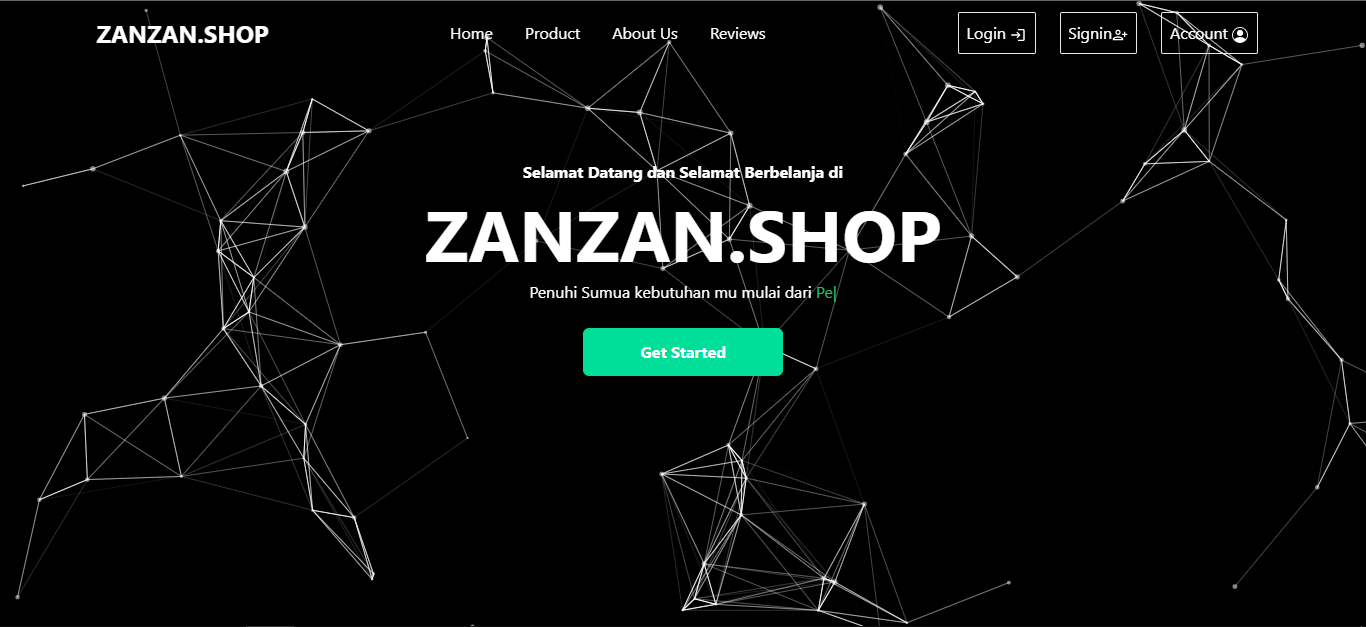 ZANZAN.SHOP Home Product About Us Reviews Login Signin Account
Selamat Datang dan Selamat Berbelanja di
ZANZAN.SHOP
Penuhi Sumua kebutuhan mu mulai dari Pe|
Get Started